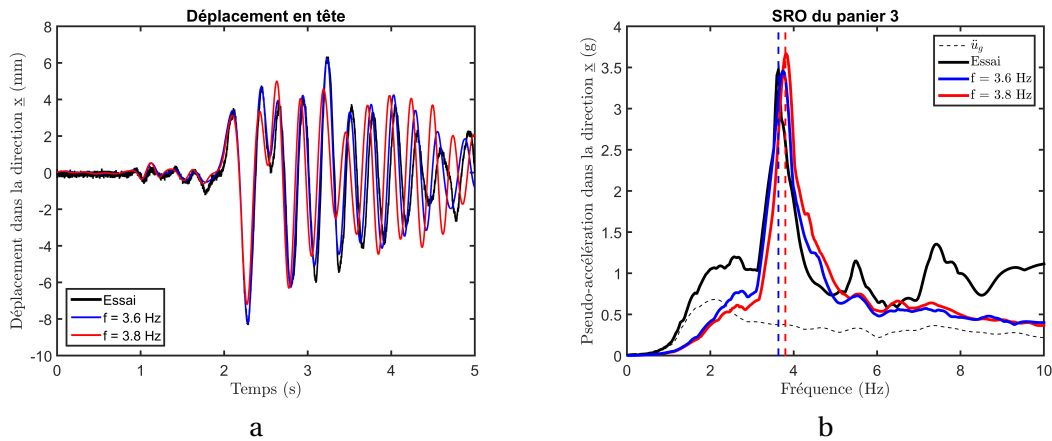 Déplacement en tête
Déplacement dans la direction x (mm)
8
6
4
2
0
-2
-4
-6
-8
-10
Essai
f = 3.6 Hz
f = 3.8 Hz
0
1
2
3
4
5
Temps (s)
a
SRO du panier 3
Pseudo-accélération dans la direction x (g)
4
3.5
3
2.5
2
1.5
1
0.5
0
ü_g
Essai
f = 3.6 Hz
f = 3.8 Hz
0
2
4
6
8
10
Fréquence (Hz)
b